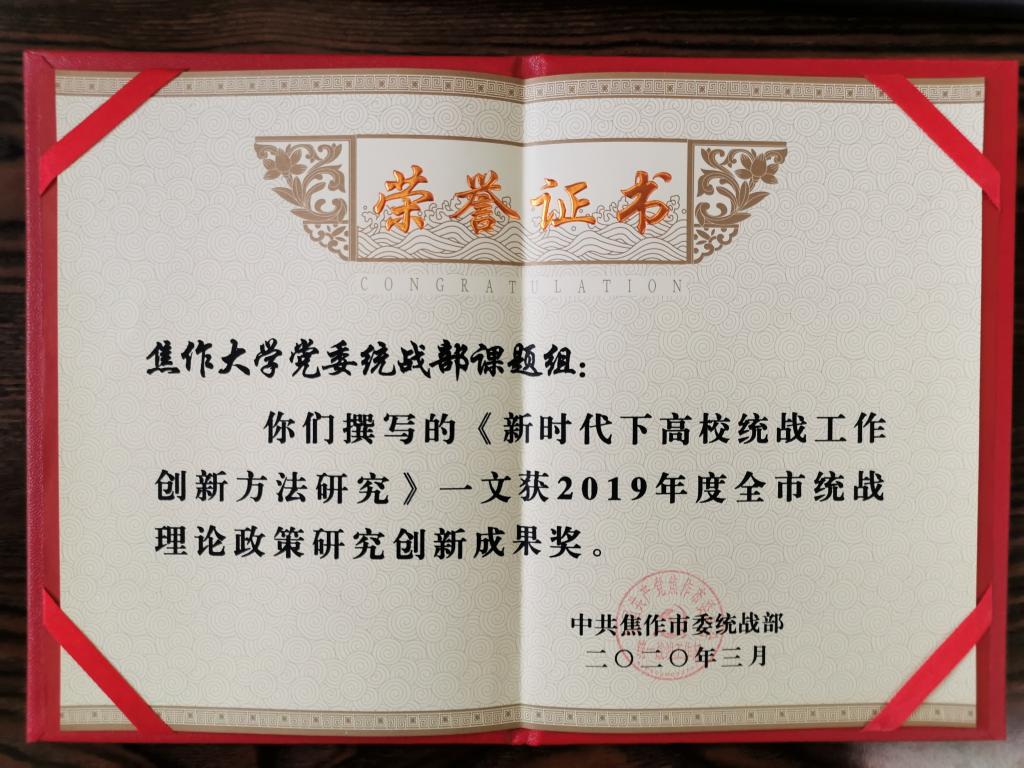 荣誉证书
CONGRATULATION
焦作大学党委统战部课题组：
你们撰写的《新时代下高校统战工作
创新方法研究》一文获2019年度全市统战
理论政策研究创新成果奖。
中共焦作市委统战部
二〇二〇年三月